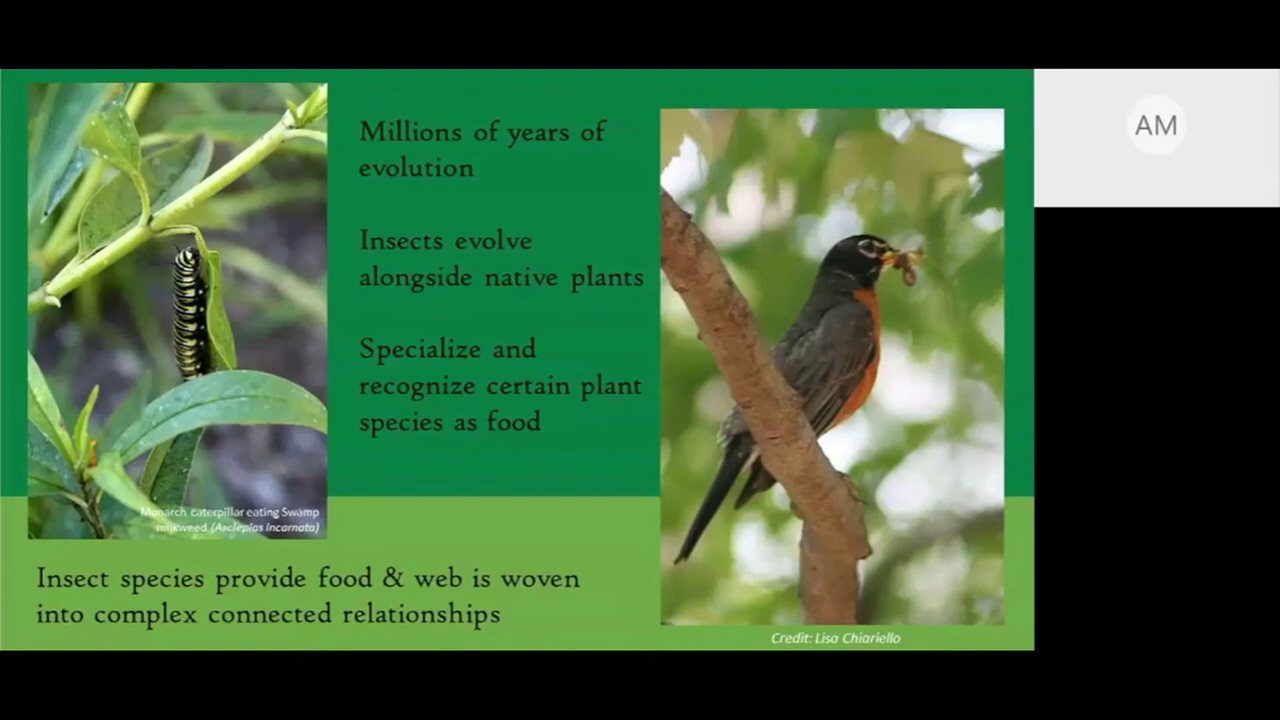 Millions of years of
evolution
Insects evolve
alongside native plants
Specialize and
recognize certain plant
species as food
Monarch caterpillar eating Swamp
milkweed (Asclepias incarnata)
Insect species provide food & web is woven
into complex connected relationships
Credit: Lisa Chiariello
AM